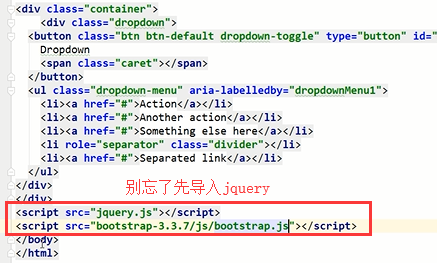 <div class="container">
<div class="dropdown">
<button class="btn btn-default dropdown-toggle" type="button" id="
Dropdown
<span class="caret"></span>
</button>
<ul class="dropdown-menu" aria-labelledby="dropdownMenu1">
<li><a href="#">Action</a></li>
<li><a href="#">Another action</a></li>
<li><a href="#">Something else here</a></li>
<li role="separator" class="divider"></li>
<li><a href="#">Separated link</a></li>
</ul>
</div>
别忘了先导入jquery
</div>
<script src="jquery.js"></script>
<script src="bootstrap-3.3.7/js/bootstrap.js"></script>
</body>
</html>